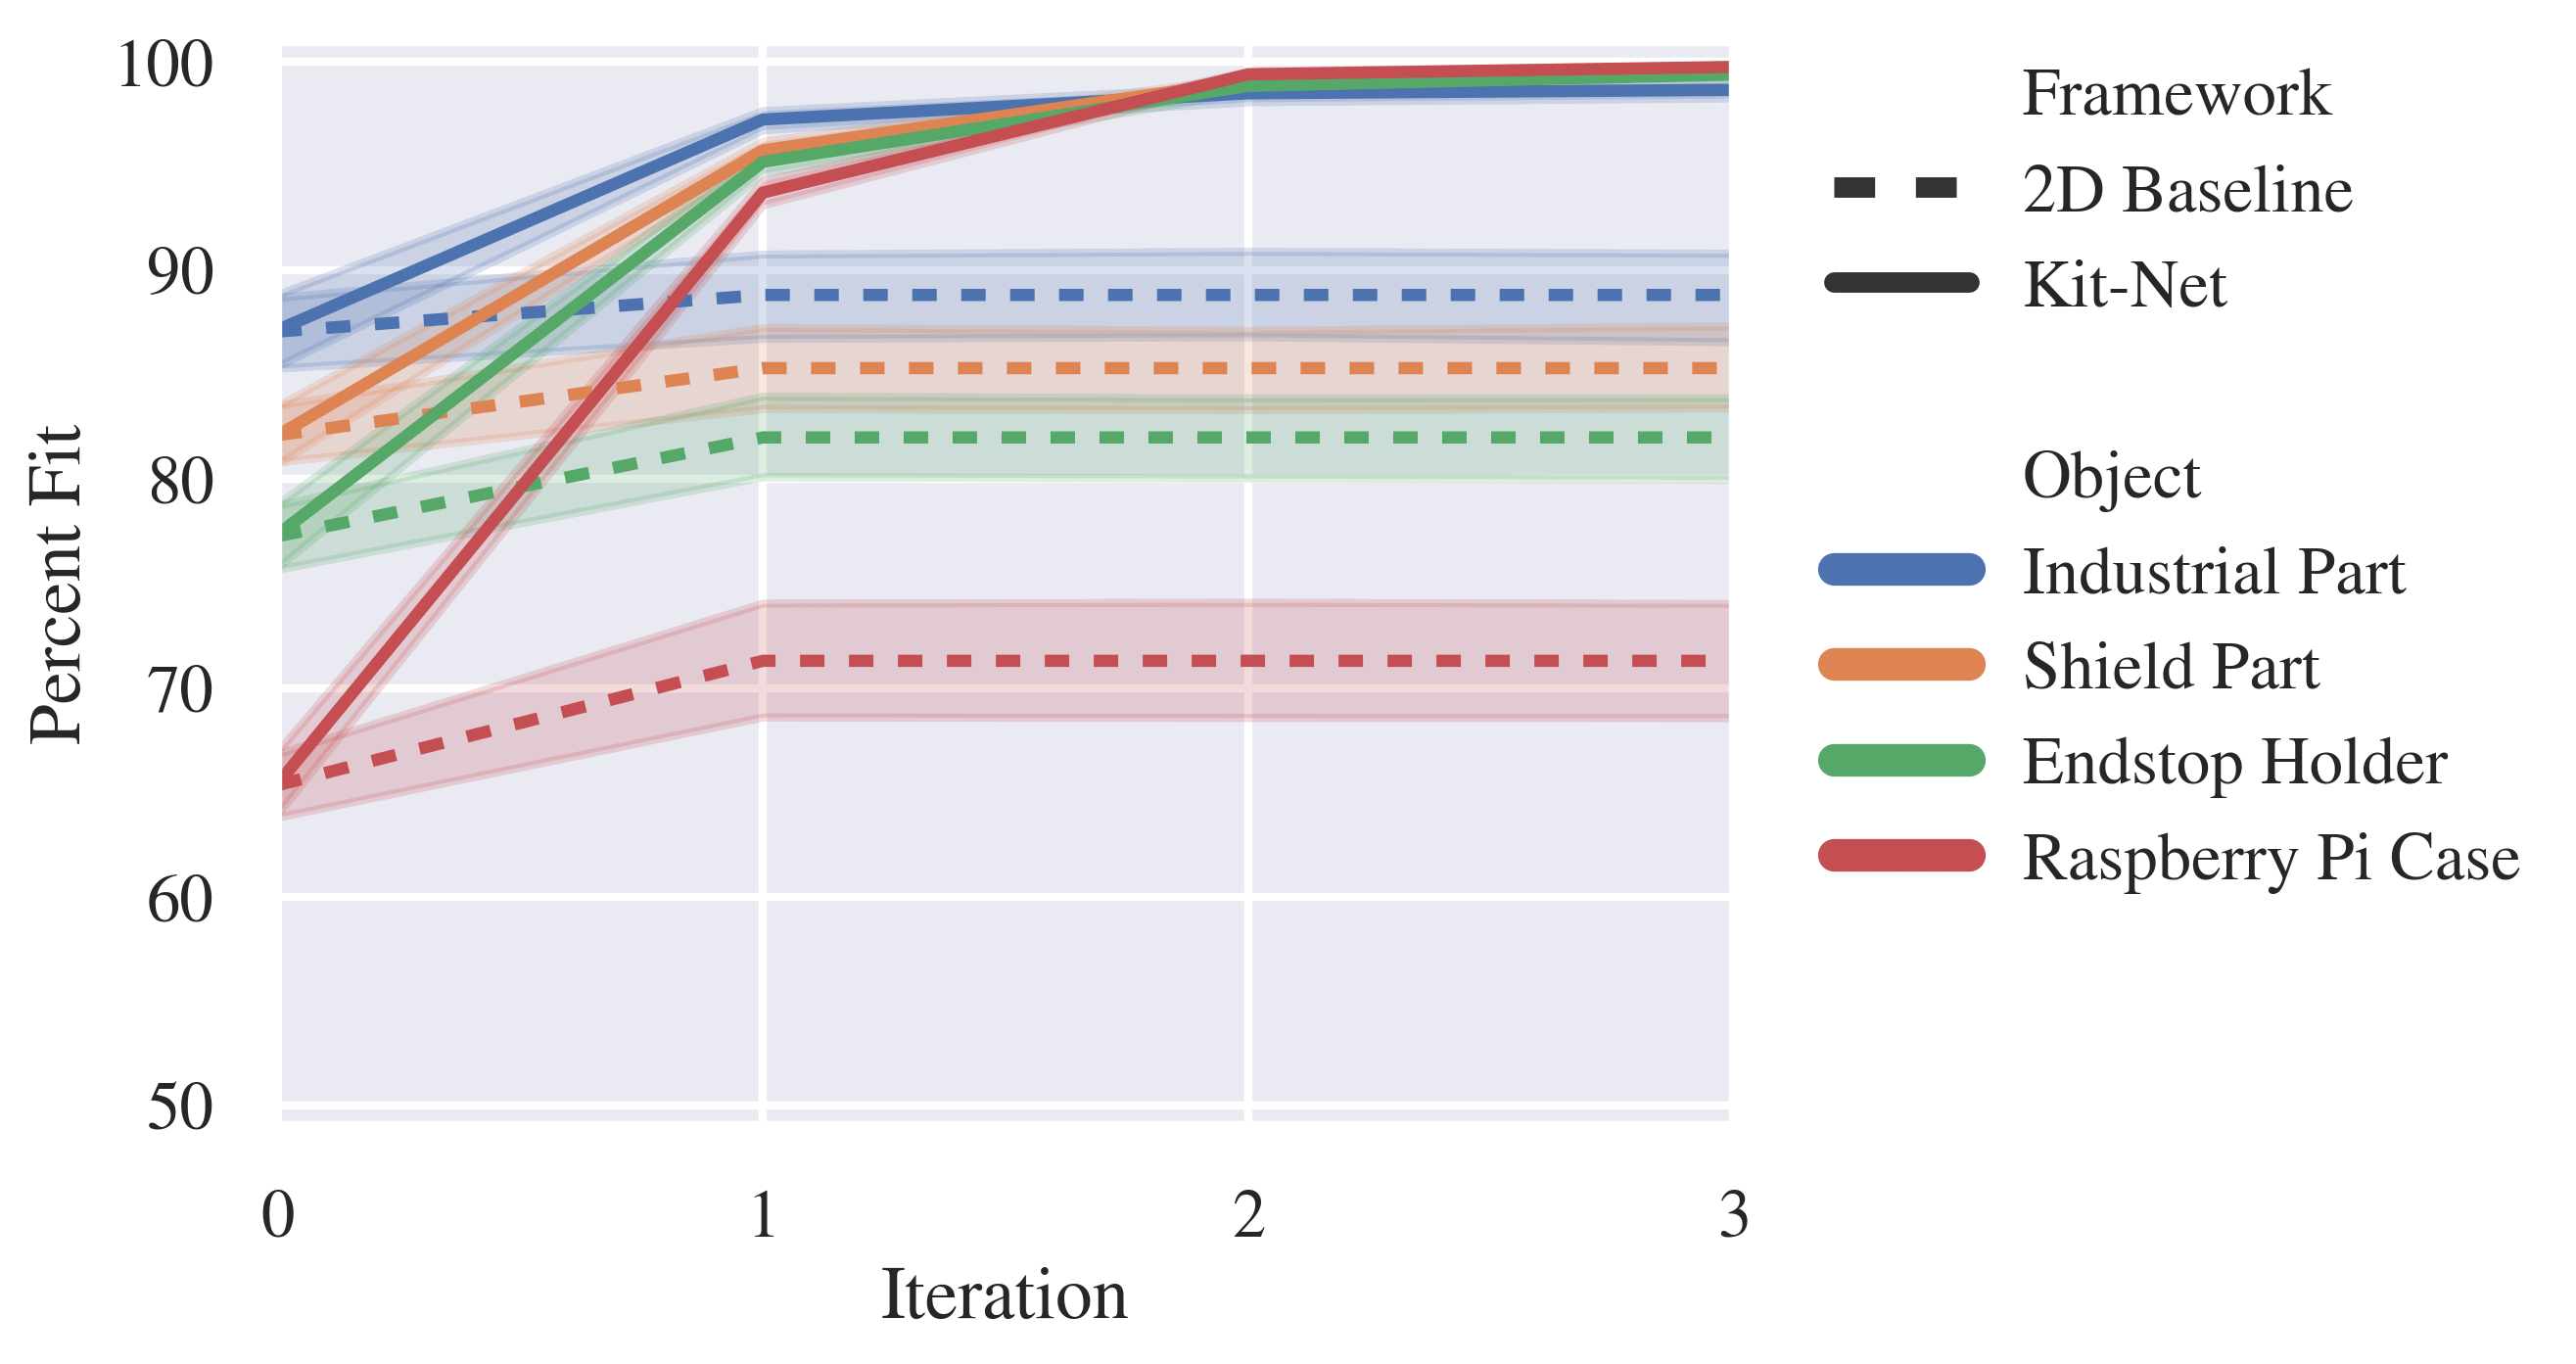 100
90
80
70
60
50
Percent Fit
0 1 2 3
Iteration
Framework
2D Baseline
Kit-Net
Object
Industrial Part
Shield Part
Endstop Holder
Raspberry Pi Case